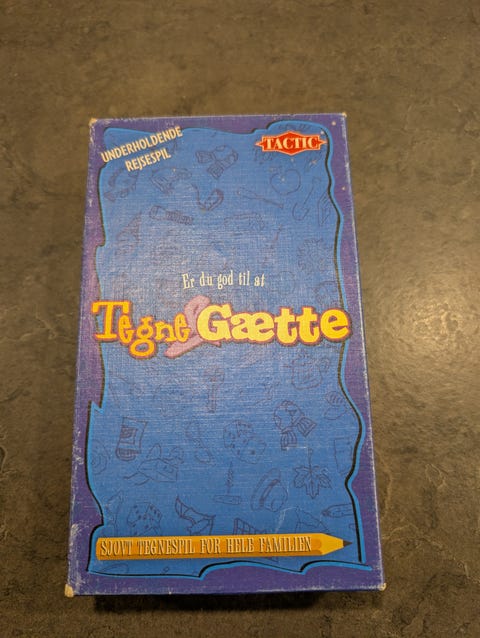 UNDERHOLDENDE
REJSESPIL
TACTIC
Er du god til at
Tegne & Gætte
SJOVT TEGNESPIL FOR HELE FAMILIEN